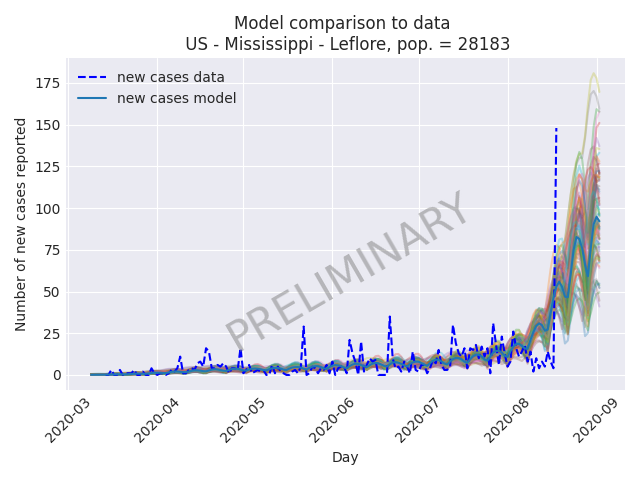 Model comparison to data
US - Mississippi - Leflore, pop. = 28183
new cases data
new cases model
Number of new cases reported
175
150
125
100
75
50
25
0
PRELIMINARY
2020-03
2020-04
2020-05
2020-06
2020-07
2020-08
2020-09
Day